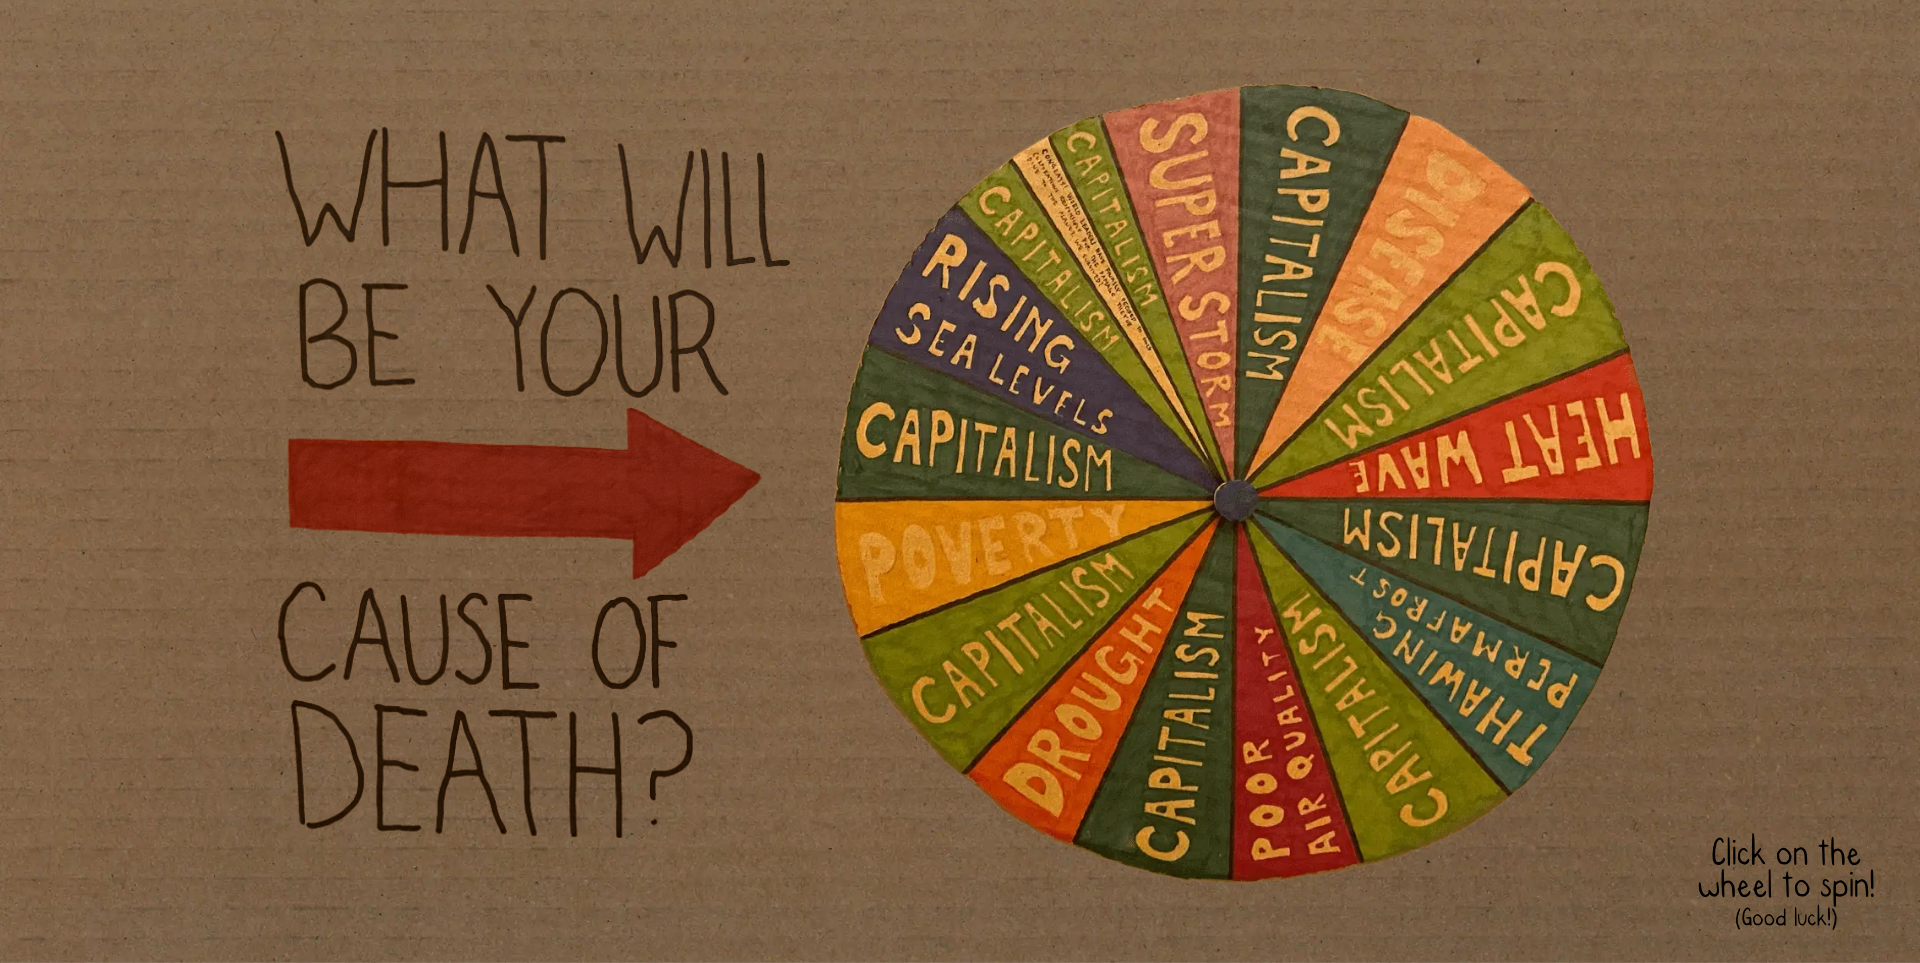 WHAT WILL
BE YOUR
CAUSE OF
DEATH?
SUPER STORM
CAPITALISM
DISEASE
CAPITALISM
HEAT WAVE
CAPITALISM
THAWING
PERMAFROST
CAPITALISM
POOR
AIR QUALITY
CAPITALISM
DROUGHT
CAPITALISM
POVERTY
CAPITALISM
RISING
SEA LEVELS
CAPITALISM
CAPITALISM
Click on the
wheel to spin!
(Good luck!)